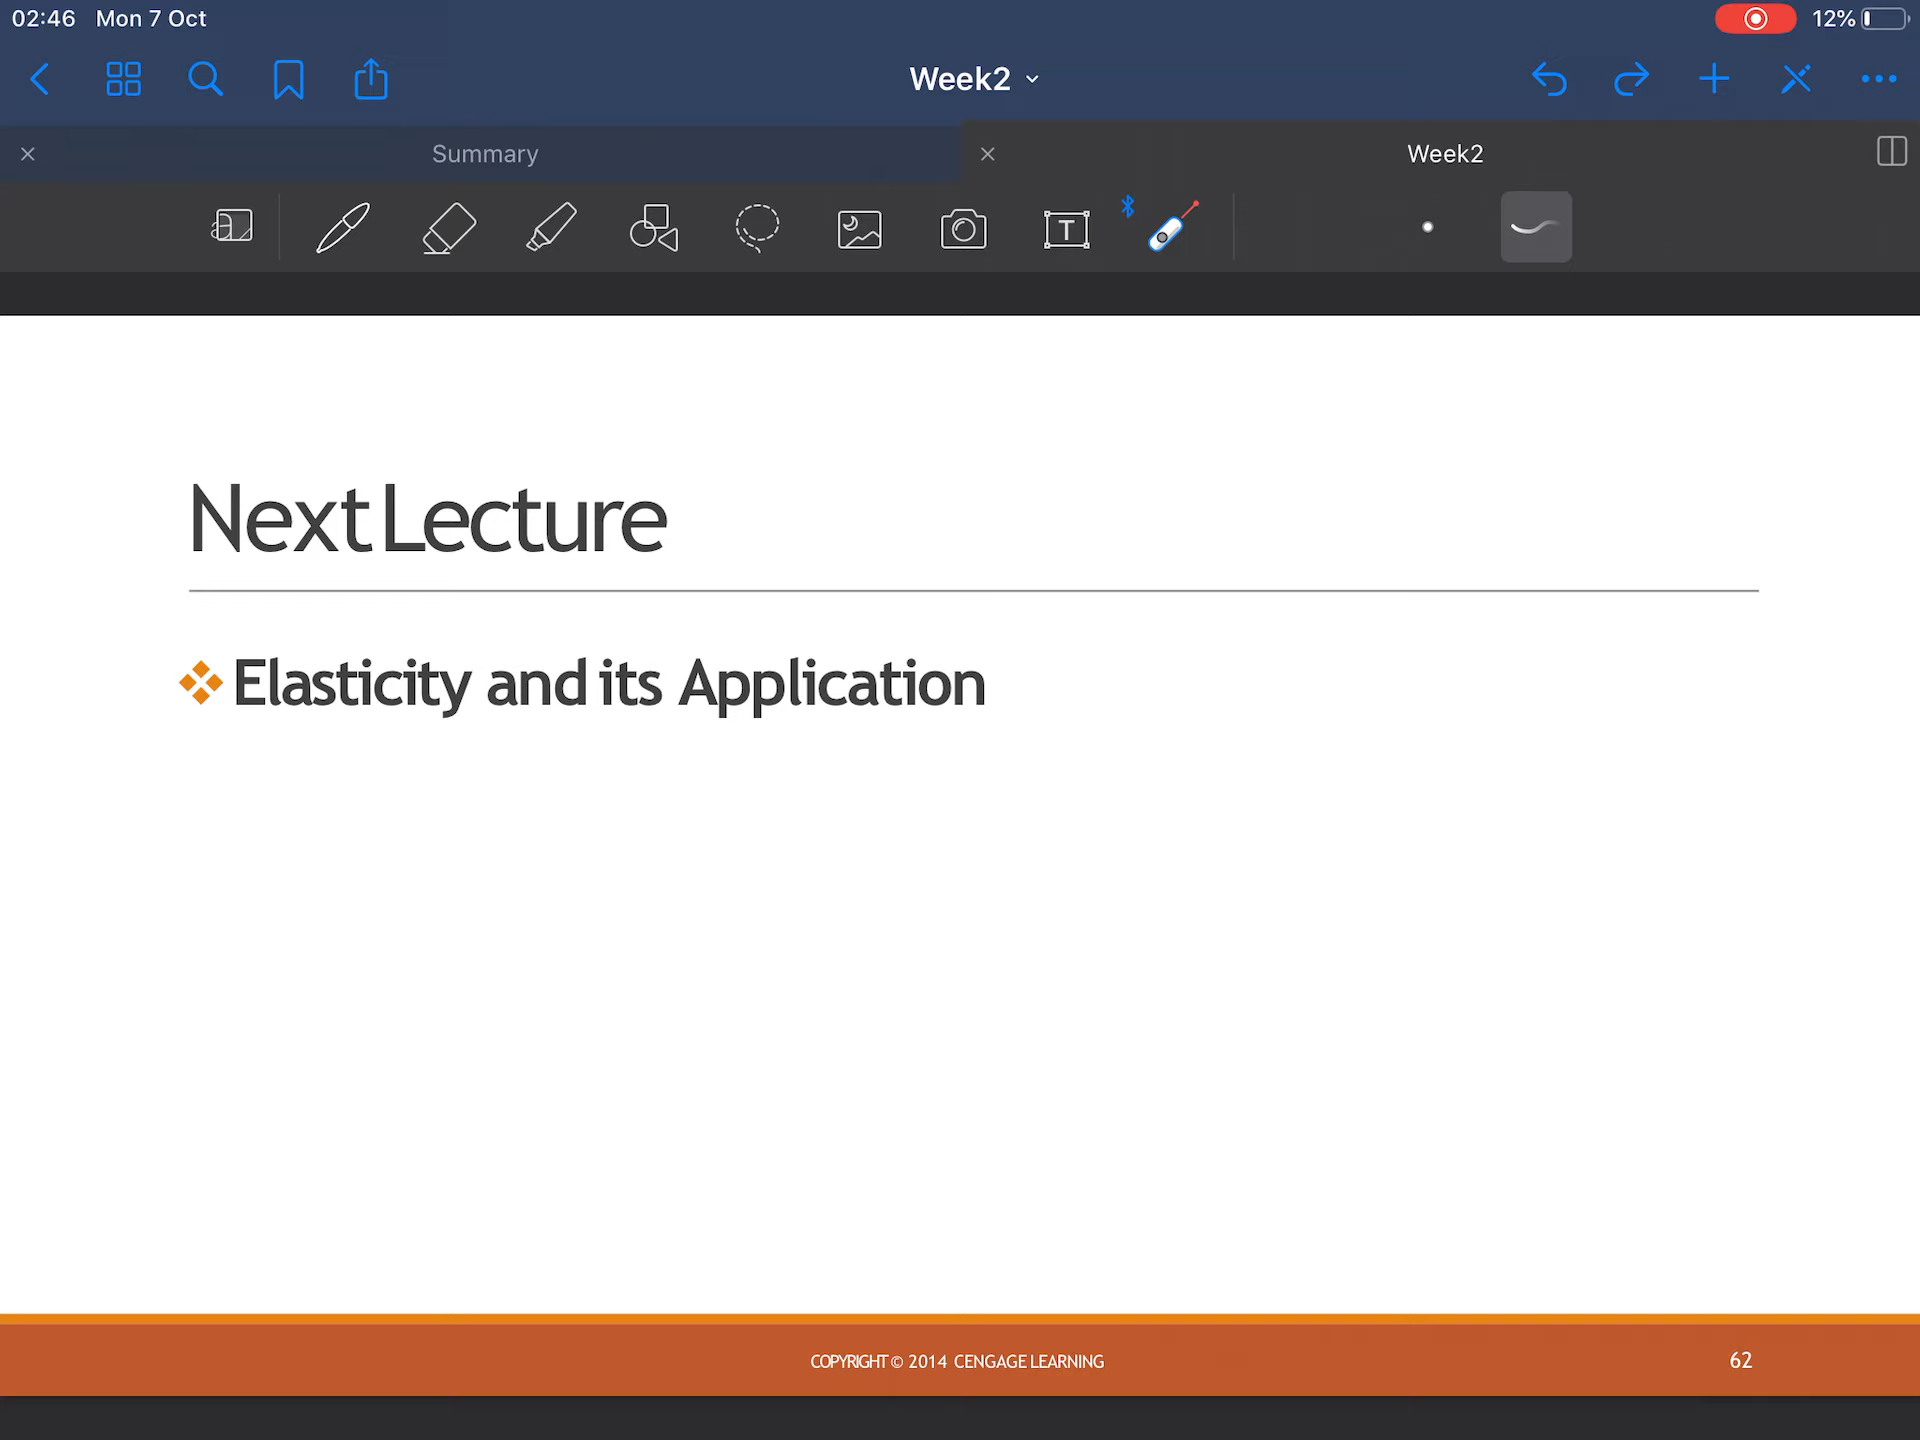 02:46 Mon 7 Oct 12%
Week2
Summary Week2
T
Next Lecture
Elasticity and its Application
COPYRIGHT © 2014 CENGAGE LEARNING 62